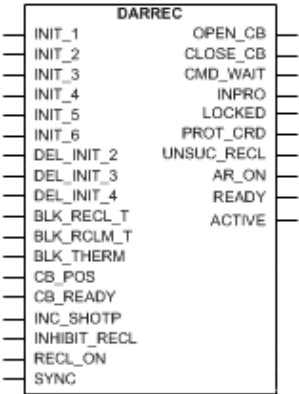 DARREC
INIT_1 OPEN_CB
INIT_2 CLOSE_CB
INIT_3 CMD_WAIT
INIT_4 INPRO
INIT_5 LOCKED
INIT_6 PROT_CRD
DEL_INIT_2 UNSUC_RECL
DEL_INIT_3 AR_ON
DEL_INIT_4 READY
BLK_RECL_T ACTIVE
BLK_RCLM_T
BLK_THERM
CB_POS
CB_READY
INC_SHOTP
INHIBIT_RECL
RECL_ON
SYNC